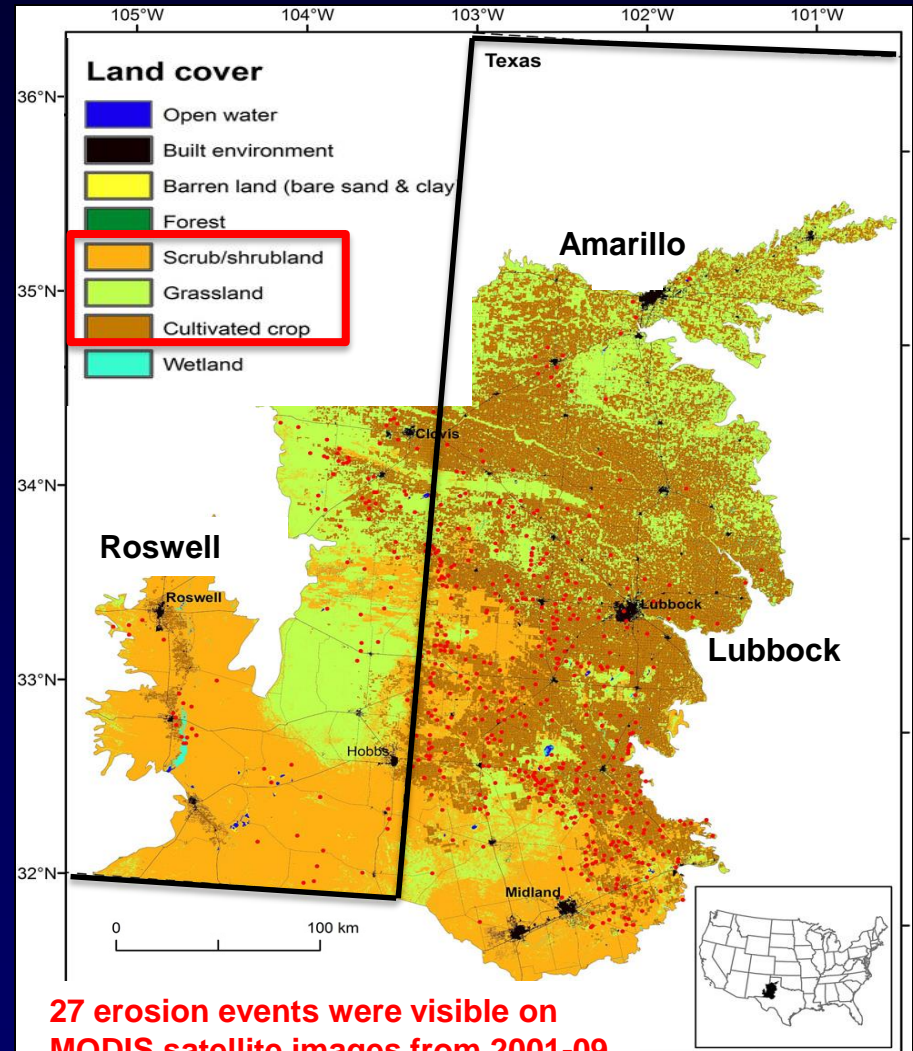 105°W 104°W 103°W 102°W 101°W
Texas
Land cover
36°N
Open water
Built environment
Barren land (bare sand & clay
Forest
Scrub/shrubland
Amarillo
35°N
Grassland
Cultivated crop
Wetland
Clovis
34°N
Roswell
Roswell
Lubbock
Lubbock
33°N
Hobbs
32°N
Midland
0 100 km
27 erosion events were visible on
MODIS satellite images from 2001-09